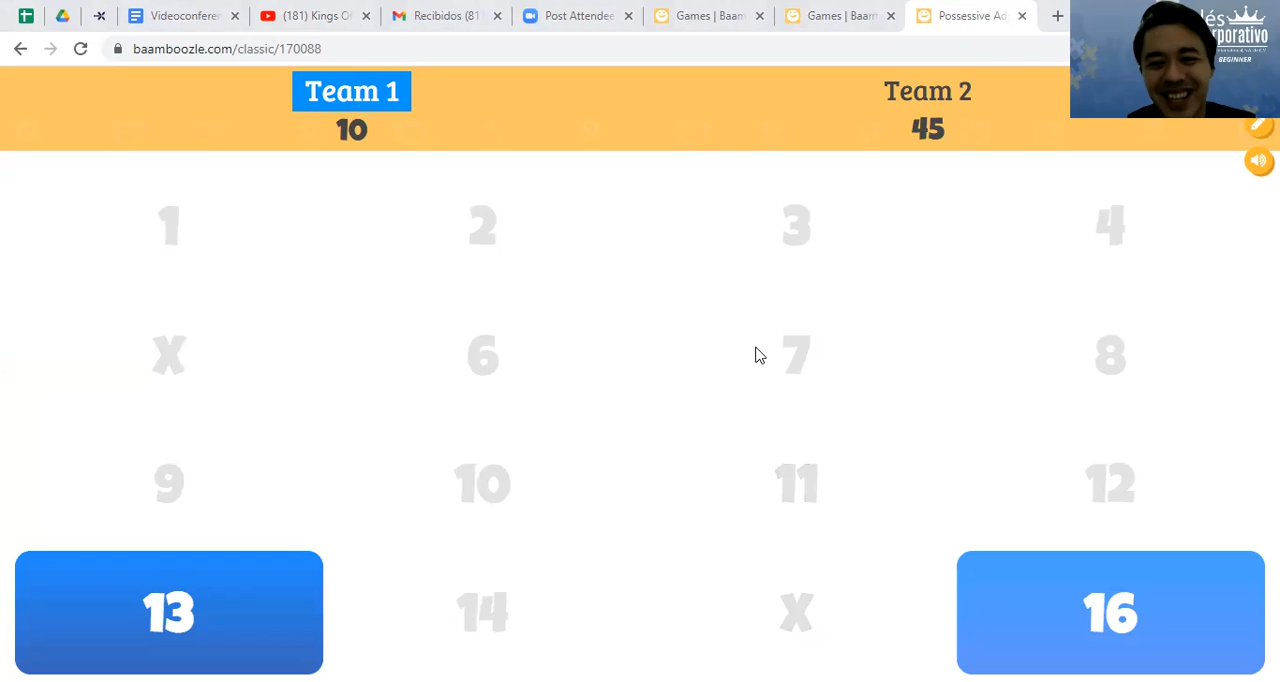 Videoconferen
(181) Kings Of
Recibidos (81
Post Attendee
Games | Baam
Games | Baam
Possessive Ad
baamboozle.com/classic/170088
BEGINNER
Team 1
Team 2
10
45
1
2
3
4
X
6
7
8
9
10
11
12
13
14
X
16